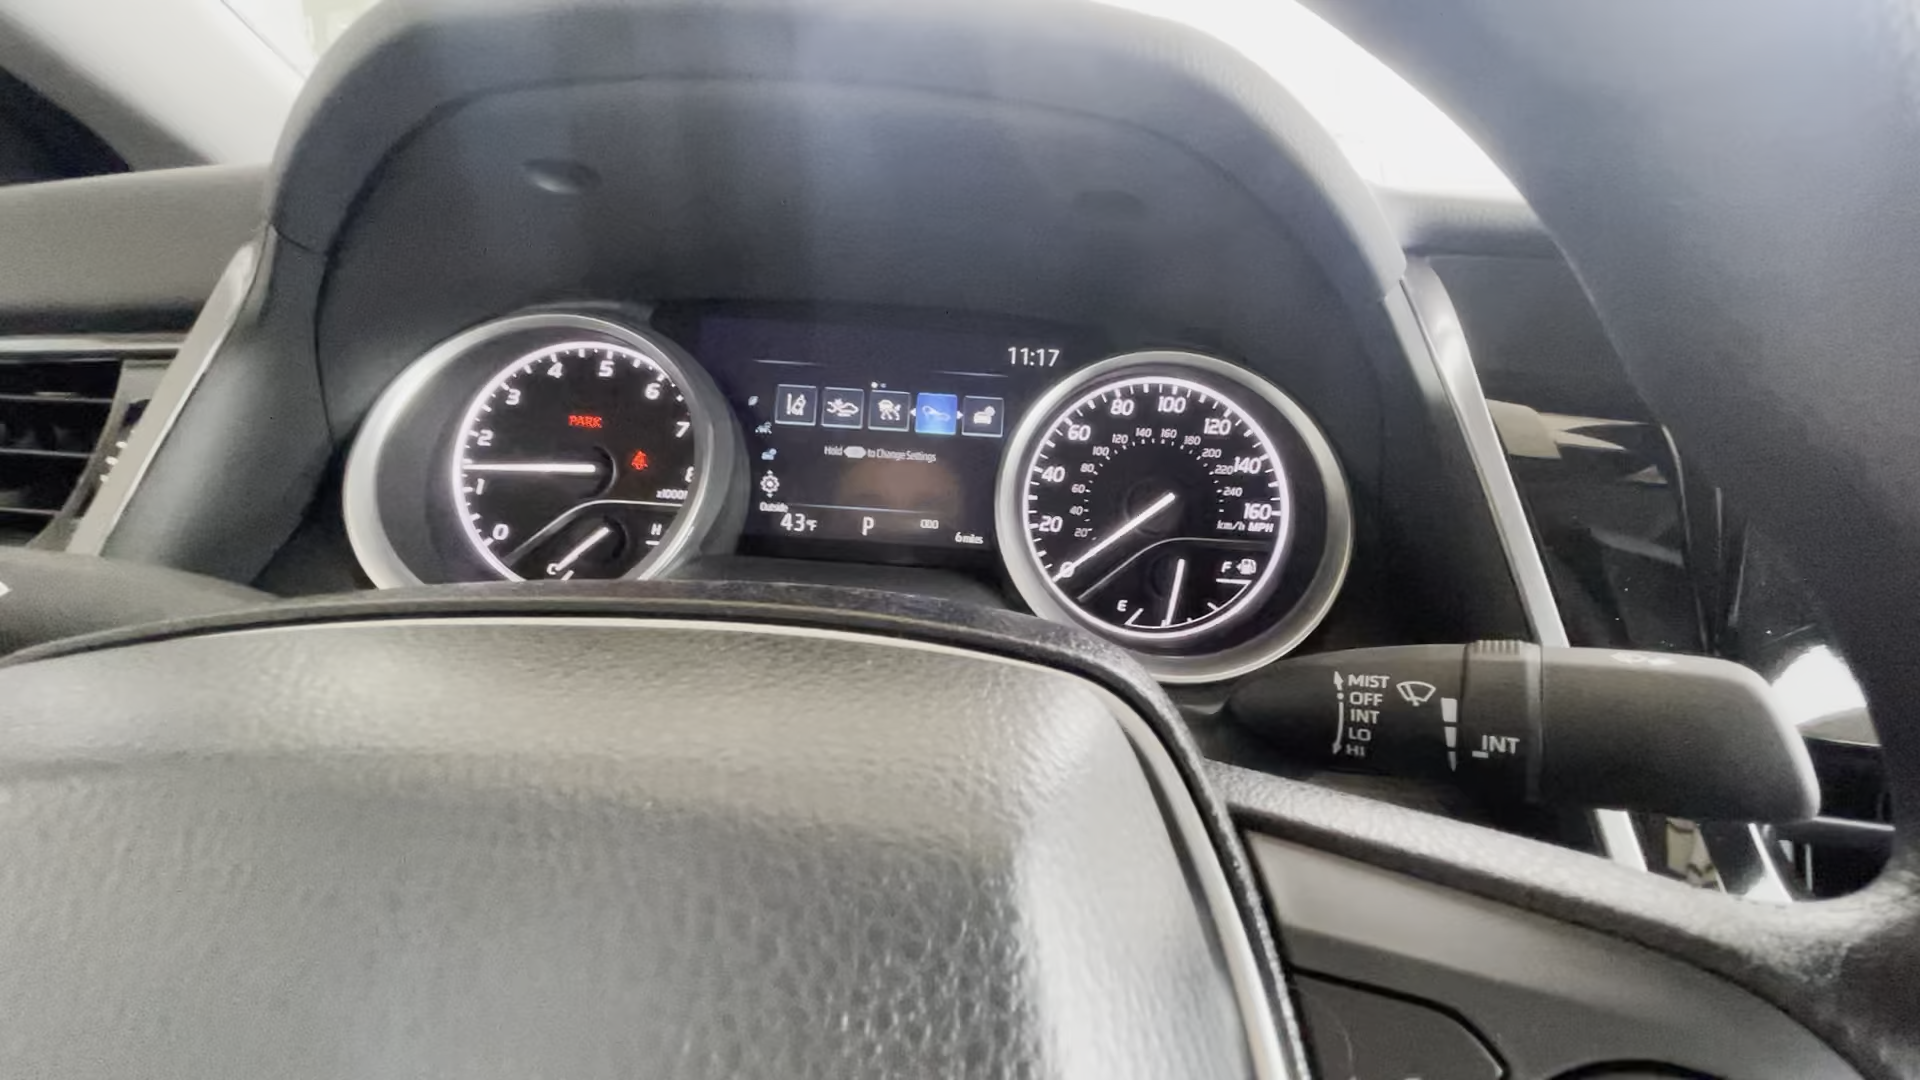 11:17
Hold to Change Settings
Outside
43°F
P
ODO
6 miles
PARK
0
1
2
3
4
5
6
7
8
x1000r
H
C
0
20
40
60
80
100
120
140
160
km/h MPH
20
40
60
80
100
120
140
160
180
200
220
240
E
F
MIST
OFF
INT
LO
HI
INT